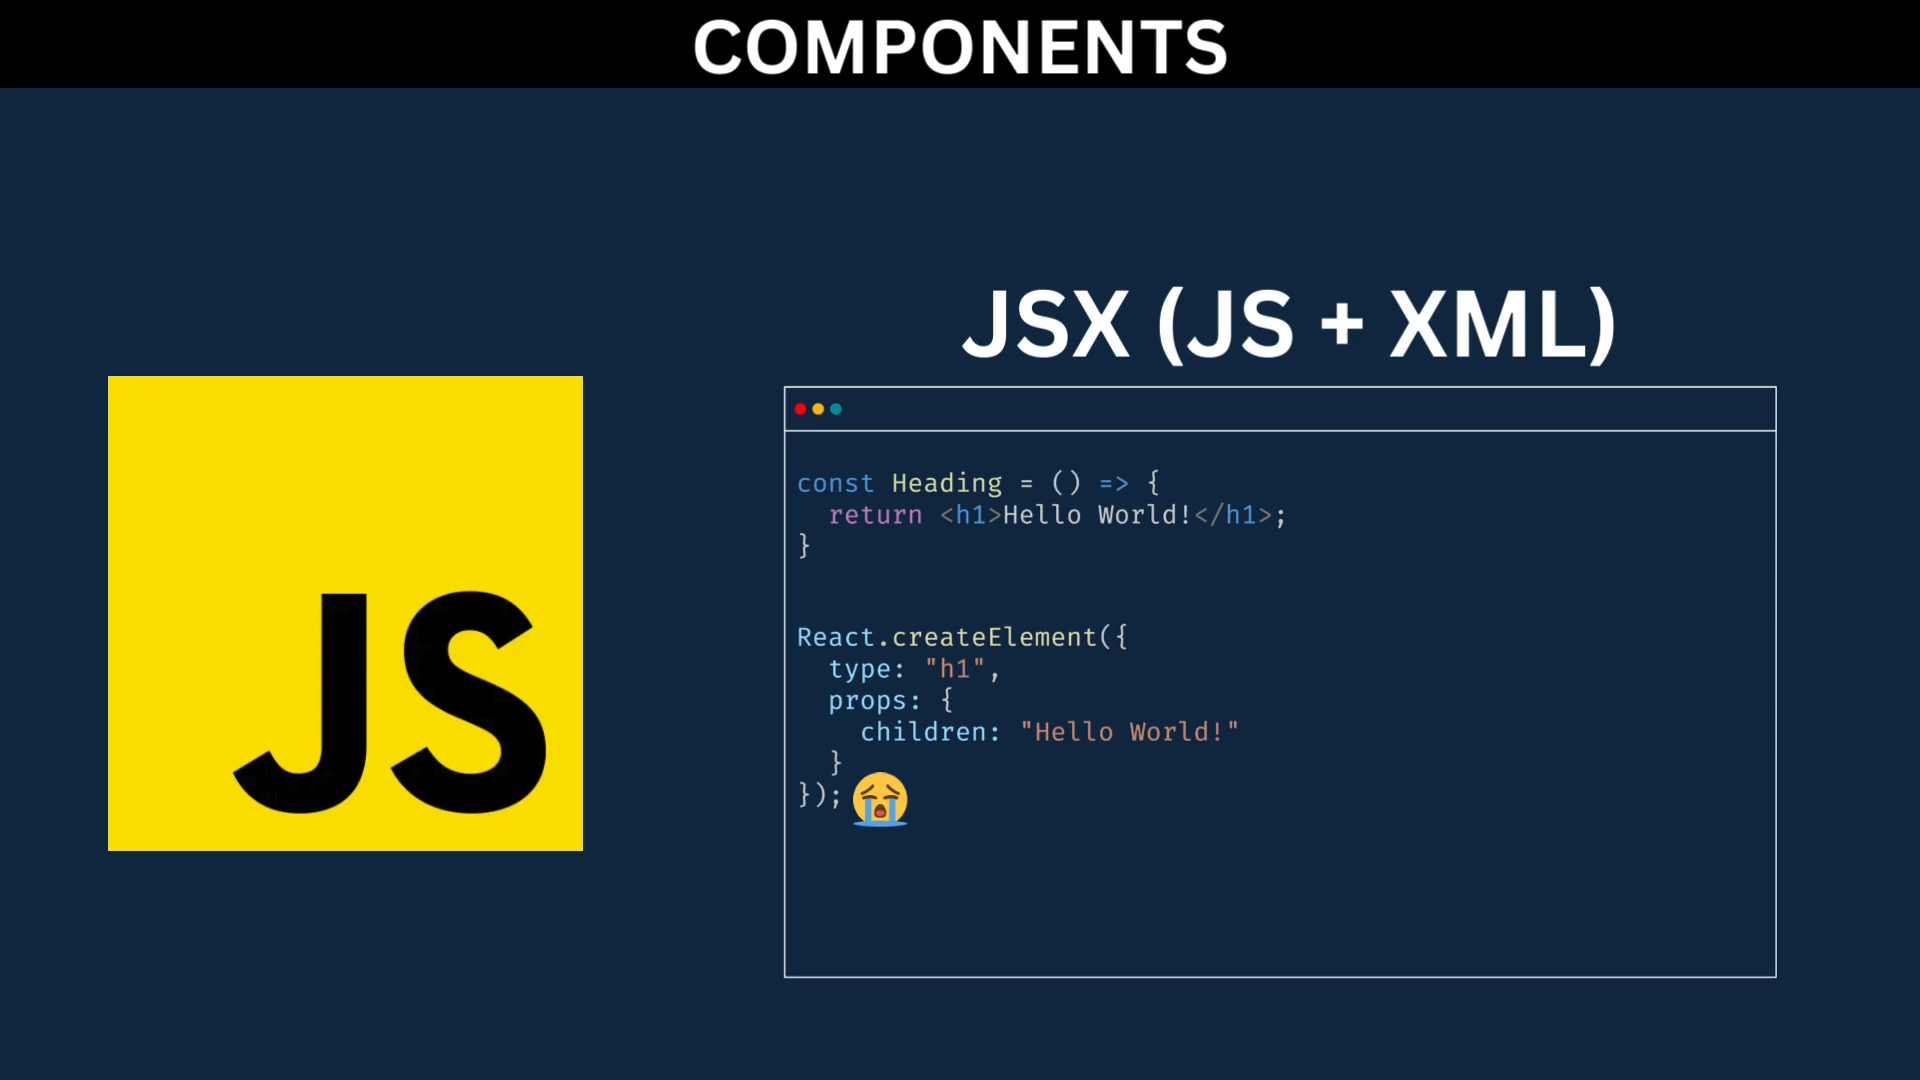 COMPONENTS
JS
JSX (JS + XML)
const Heading = () => {
  return <h1>Hello World!</h1>;
}
React.createElement({
  type: "h1",
  props: {
    children: "Hello World!"
  }
});